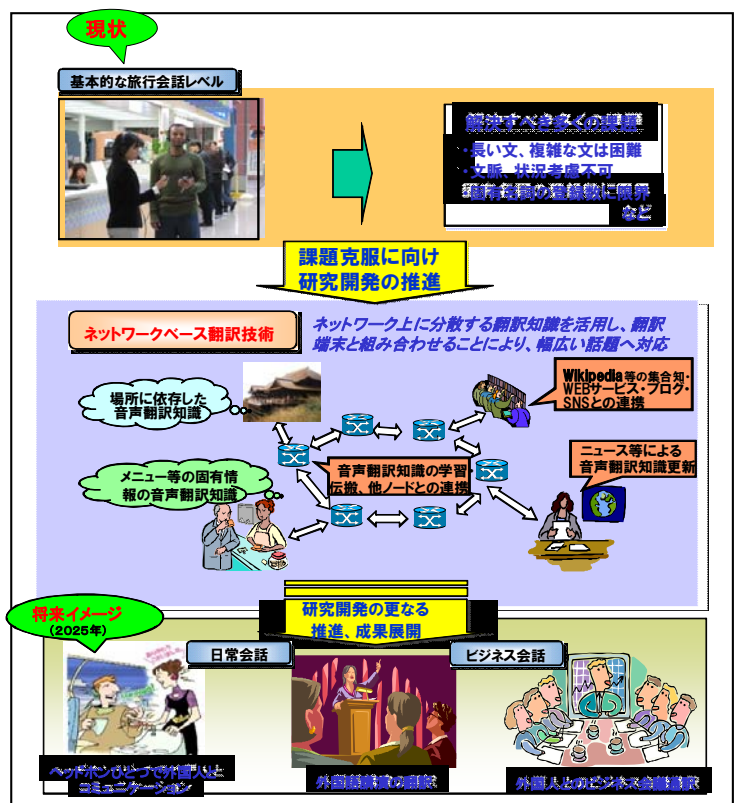 現状
基本的な旅行会話レベル
解決すべき多くの課題
・長い文、複雑な文は困難
・文脈、状況考慮不可
・固有名詞の登録数に限界
など
課題克服に向け
研究開発の推進
ネットワークベース翻訳技術
ネットワーク上に分散する翻訳知識を活用し、翻訳
端末と組み合わせることにより、幅広い話題へ対応
場所に依存した
音声翻訳知識
Wikipedia等の集合知・
WEBサービス・ブログ・
SNSとの連携
メニュー等の固有情
報の音声翻訳知識
音声翻訳知識の学習・
伝搬、他ノードとの連携
ニュース等による
音声翻訳知識更新
将来イメージ
（2025年）
研究開発の更なる
推進、成果展開
日常会話
ビジネス会話
ヘッドホンひとつで外国人と
コミュニケーション
外国語講演の翻訳
外国人とのビジネス会議通訳